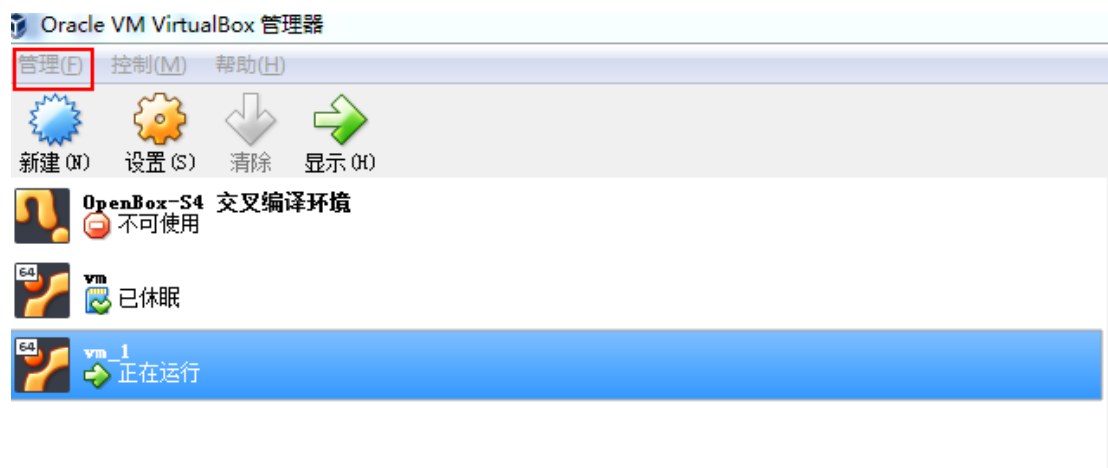 Oracle VM VirtualBox 管理器
管理(F) 控制(M) 帮助(H)
新建(N) 设置(S) 清除 显示(H)
OpenBox-S4 交叉编译环境
不可使用
64 vm
已休眠
64 vm_1
正在运行